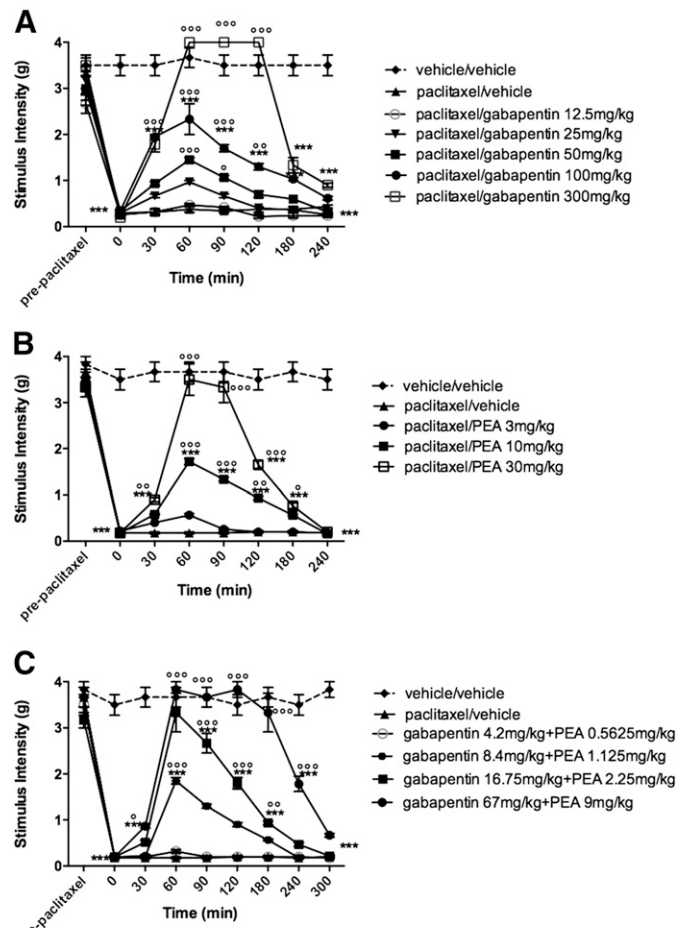 A
Stimulus Intensity (g)
4
3
2
1
0
°°° °°° °°°
°°° *** °°° *** °°° *** °° *** *** *** ***
°°° °
*** ***
pre-paclitaxel 0 30 60 90 120 180 240
Time (min)
vehicle/vehicle
paclitaxel/vehicle
paclitaxel/gabapentin 12.5mg/kg
paclitaxel/gabapentin 25mg/kg
paclitaxel/gabapentin 50mg/kg
paclitaxel/gabapentin 100mg/kg
paclitaxel/gabapentin 300mg/kg
B
Stimulus Intensity (g)
4
3
2
1
0
°°° °°°
°° *** °°° *** °°° *** °° *** °°° *** ° ***
*** ***
pre-paclitaxel 0 30 60 90 120 180 240
Time (min)
vehicle/vehicle
paclitaxel/vehicle
paclitaxel/PEA 3mg/kg
paclitaxel/PEA 10mg/kg
paclitaxel/PEA 30mg/kg
C
Stimulus Intensity (g)
4
3
2
1
0
°°° °°° °°° °°°
° *** °°° *** °°° *** °°° *** °° *** °°° ***
*** ***
e-paclitaxel 0 30 60 90 120 180 240 300
Time (min)
vehicle/vehicle
paclitaxel/vehicle
gabapentin 4.2mg/kg+PEA 0.5625mg/kg
gabapentin 8.4mg/kg+PEA 1.125mg/kg
gabapentin 16.75mg/kg+PEA 2.25mg/kg
gabapentin 67mg/kg+PEA 9mg/kg